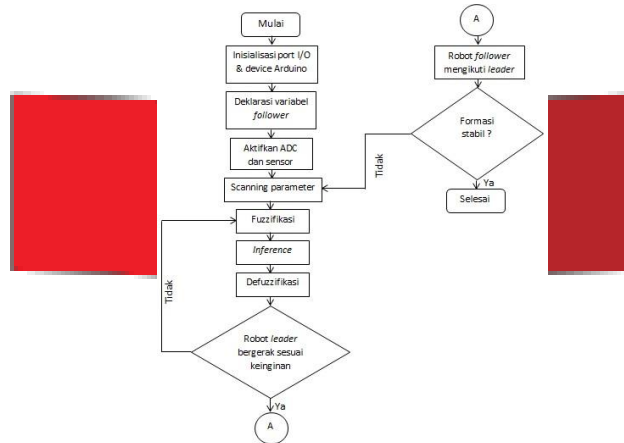 Mulai
Inisialisasi port I/O
& device Arduino
Deklarasi variabel
follower
Aktifkan ADC
dan sensor
Scanning parameter
Fuzzifikasi
Inference
Defuzzifikasi
Robot leader
bergerak sesuai
keinginan
Tidak
Ya
A
A
Robot follower
mengikuti leader
Formasi
stabil ?
Tidak
Ya
Selesai